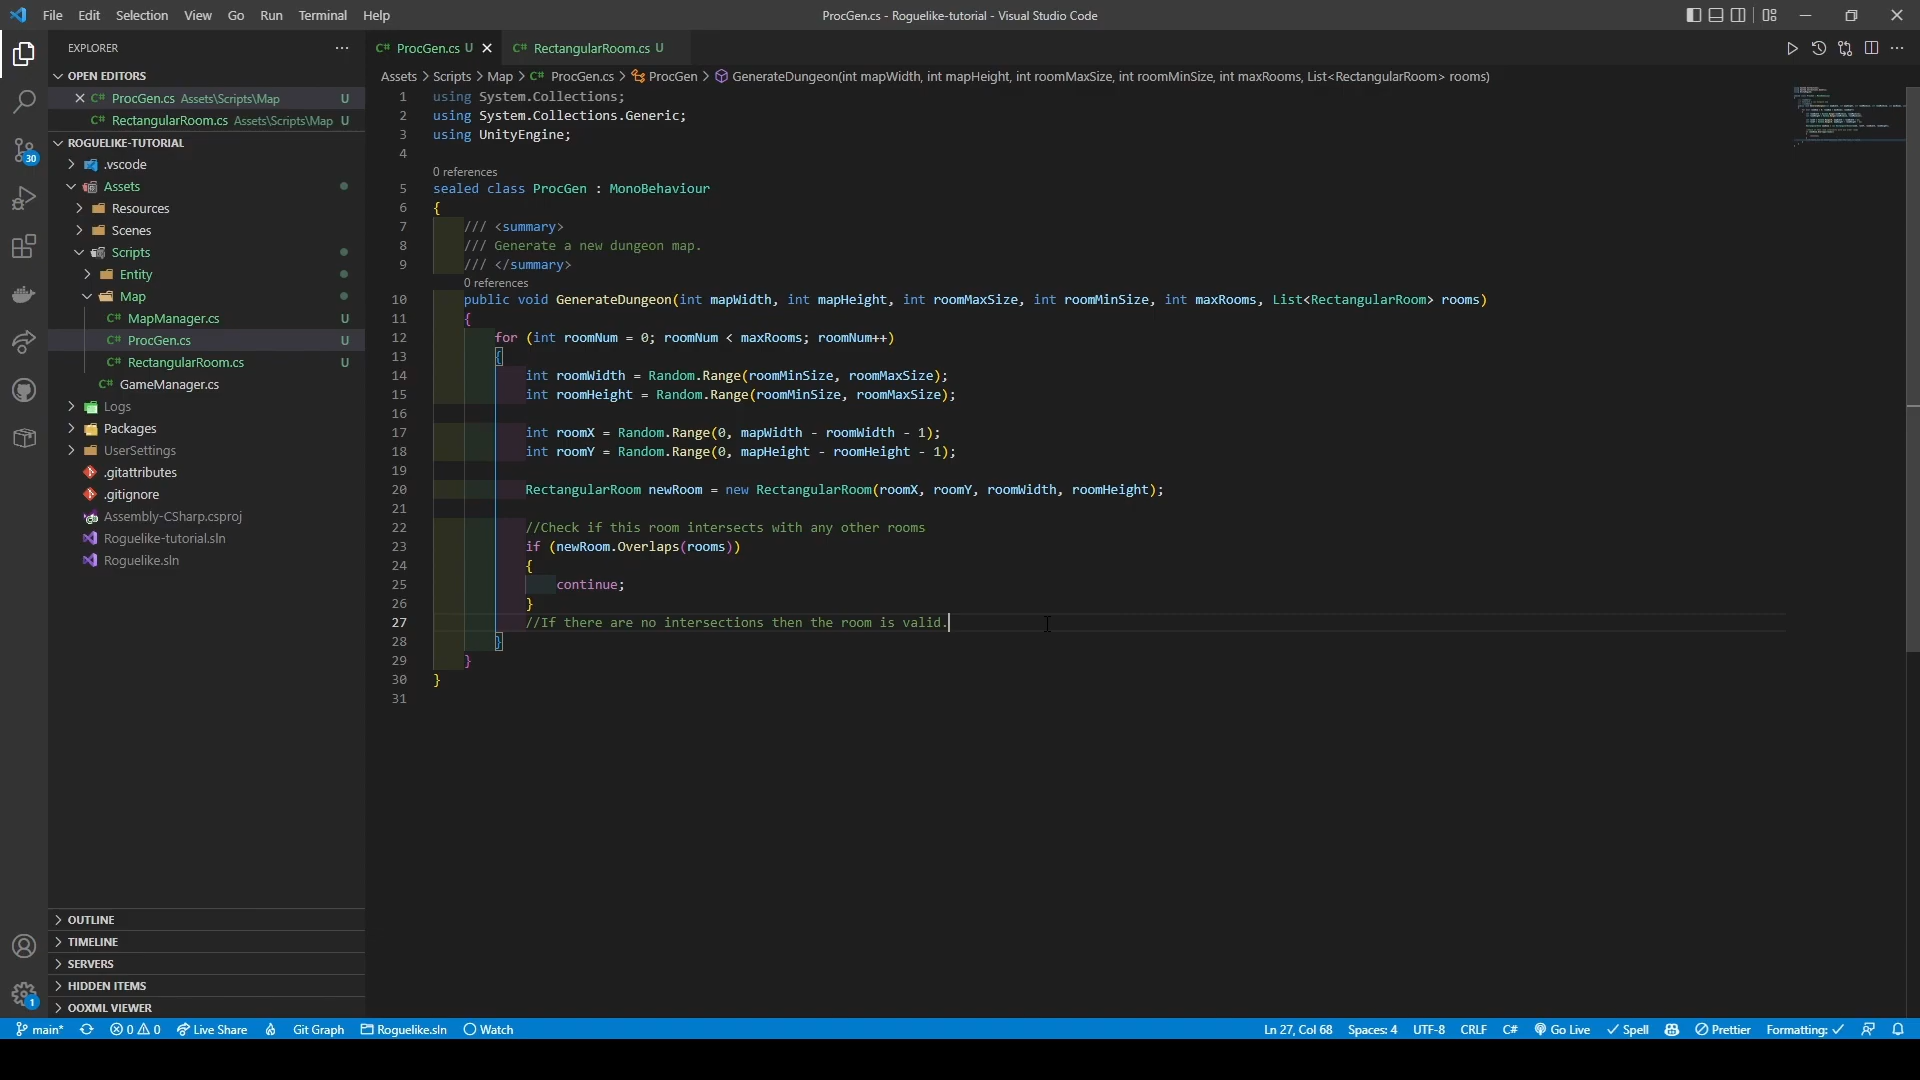 File Edit Selection View Go Run Terminal Help
ProcGen.cs - Roguelike-tutorial - Visual Studio Code
EXPLORER
OPEN EDITORS
ProcGen.cs Assets\Scripts\Map U
RectangularRoom.cs Assets\Scripts\Map U
ROGUELIKE-TUTORIAL
.vscode
Assets
Resources
Scenes
Scripts
Entity
Map
C# MapManager.cs U
C# ProcGen.cs U
C# RectangularRoom.cs U
C# GameManager.cs
Logs
Packages
UserSettings
.gitattributes
.gitignore
Assembly-CSharp.csproj
Roguelike-tutorial.sln
Roguelike.sln
OUTLINE
TIMELINE
SERVERS
HIDDEN ITEMS
OOXML VIEWER
30
1
C# ProcGen.cs U
C# RectangularRoom.cs U
Assets > Scripts > Map > C# ProcGen.cs > ProcGen > GenerateDungeon(int mapWidth, int mapHeight, int roomMaxSize, int roomMinSize, int maxRooms, List<RectangularRoom> rooms)
1 using System.Collections;
2 using System.Collections.Generic;
3 using UnityEngine;
4
0 references
5 sealed class ProcGen : MonoBehaviour
6 {
7 /// <summary>
8 /// Generate a new dungeon map.
9 /// </summary>
0 references
10 public void GenerateDungeon(int mapWidth, int mapHeight, int roomMaxSize, int roomMinSize, int maxRooms, List<RectangularRoom> rooms)
11 {
12 for (int roomNum = 0; roomNum < maxRooms; roomNum++)
13 {
14 int roomWidth = Random.Range(roomMinSize, roomMaxSize);
15 int roomHeight = Random.Range(roomMinSize, roomMaxSize);
16
17 int roomX = Random.Range(0, mapWidth - roomWidth - 1);
18 int roomY = Random.Range(0, mapHeight - roomHeight - 1);
19
20 RectangularRoom newRoom = new RectangularRoom(roomX, roomY, roomWidth, roomHeight);
21
22 //Check if this room intersects with any other rooms
23 if (newRoom.Overlaps(rooms))
24 {
25 continue;
26 }
27 //If there are no intersections then the room is valid.
28 }
29 }
30 }
31
main* 0 0 Live Share Git Graph Roguelike.sln Watch
Ln 27, Col 68 Spaces: 4 UTF-8 CRLF C# Go Live Spell Prettier Formatting: